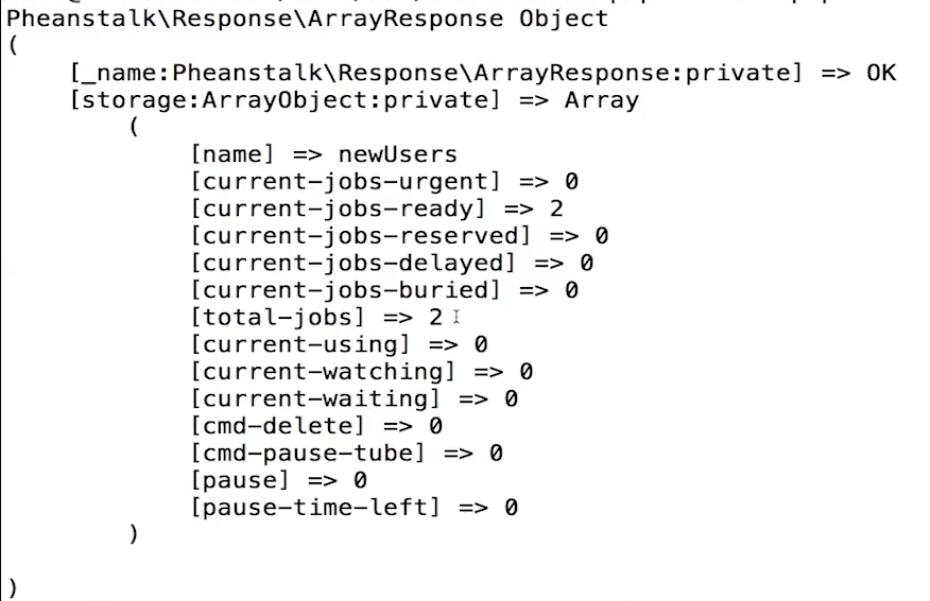 Pheanstalk\Response\ArrayResponse Object
(
    [_name:Pheanstalk\Response\ArrayResponse:private] => OK
    [storage:ArrayObject:private] => Array
        (
            [name] => newUsers
            [current-jobs-urgent] => 0
            [current-jobs-ready] => 2
            [current-jobs-reserved] => 0
            [current-jobs-delayed] => 0
            [current-jobs-buried] => 0
            [total-jobs] => 2
            [current-using] => 0
            [current-watching] => 0
            [current-waiting] => 0
            [cmd-delete] => 0
            [cmd-pause-tube] => 0
            [pause] => 0
            [pause-time-left] => 0
        )

)